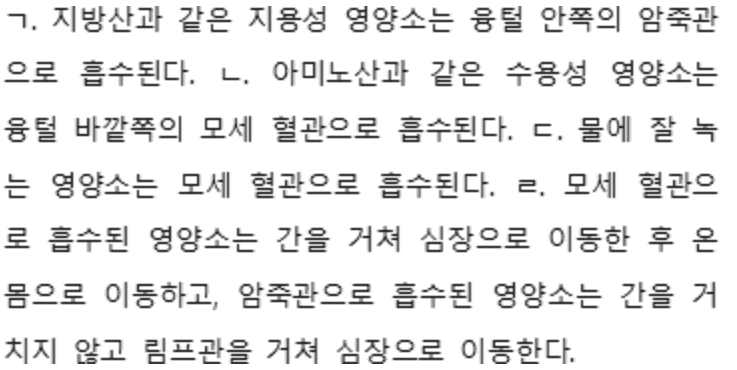 ㄱ. 지방산과 같은 지용성 영양소는 융털 안쪽의 암죽관
으로 흡수된다. ㄴ. 아미노산과 같은 수용성 영양소는
융털 바깥쪽의 모세 혈관으로 흡수된다. ㄷ. 물에 잘 녹
는 영양소는 모세 혈관으로 흡수된다. ㄹ. 모세 혈관으
로 흡수된 영양소는 간을 거쳐 심장으로 이동한 후 온
몸으로 이동하고, 암죽관으로 흡수된 영양소는 간을 거
치지 않고 림프관을 거쳐 심장으로 이동한다.